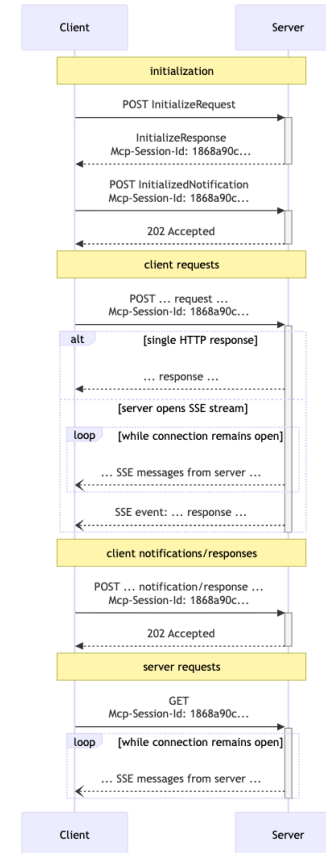 Client
Server
initialization
POST InitializeRequest
InitializeResponse
Mcp-Session-Id: 1868a90c...
POST InitializedNotification
Mcp-Session-Id: 1868a90c...
202 Accepted
client requests
POST ... request ...
Mcp-Session-Id: 1868a90c...
alt
[single HTTP response]
... response ...
[server opens SSE stream]
loop
[while connection remains open]
... SSE messages from server ...
SSE event: ... response ...
client notifications/responses
POST ... notification/response ...
Mcp-Session-Id: 1868a90c...
202 Accepted
server requests
GET
Mcp-Session-Id: 1868a90c...
loop
[while connection remains open]
... SSE messages from server ...
Client
Server